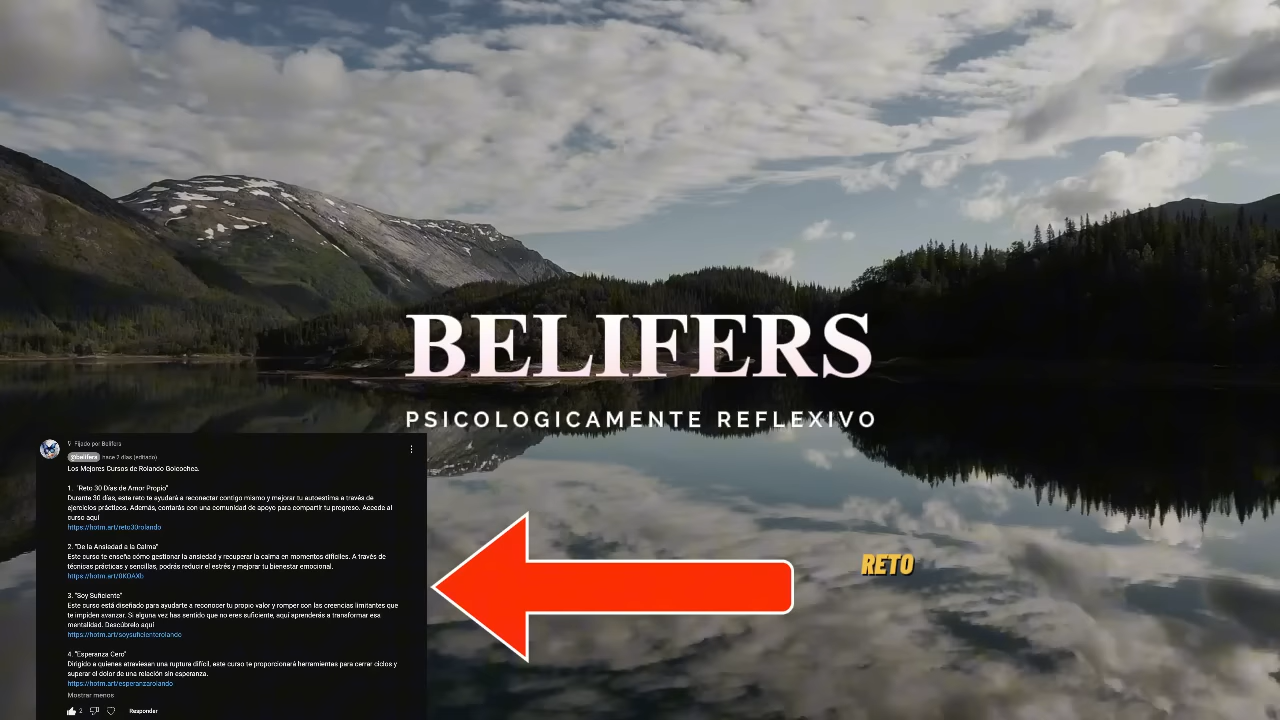 BELIFERS
PSICOLOGICAMENTE REFLEXIVO
Fijado por Belifers
@belifers hace 2 días (editado)
Los Mejores Cursos de Rolando Goicochea.
1. "Reto 30 Días de Amor Propio"
Durante 30 días, este reto te ayudará a reconectar contigo mismo y mejorar tu autoestima a través de
ejercicios prácticos. Además, contarás con una comunidad de apoyo para compartir tu progreso. Accede al
curso aquí
https://hotm.art/reto30rolando
2. "De la Ansiedad a la Calma"
Este curso te enseña cómo gestionar la ansiedad y recuperar la calma en momentos difíciles. A través de
técnicas prácticas y sencillas, podrás reducir el estrés y mejorar tu bienestar emocional.
https://hotm.art/0KOAXb
3. "Soy Suficiente"
Este curso está diseñado para ayudarte a reconocer tu propio valor y romper con las creencias limitantes que
te impiden avanzar. Si alguna vez has sentido que no eres suficiente, aquí aprenderás a transformar esa
mentalidad. Descúbrelo aquí
https://hotm.art/soysuficienterolando
4. "Esperanza Cero"
Dirigido a quienes atraviesan una ruptura difícil, este curso te proporcionará herramientas para cerrar ciclos y
superar el dolor de una relación sin esperanza.
https://hotm.art/esperanzarolando
Mostrar menos
2 Responder
RETO